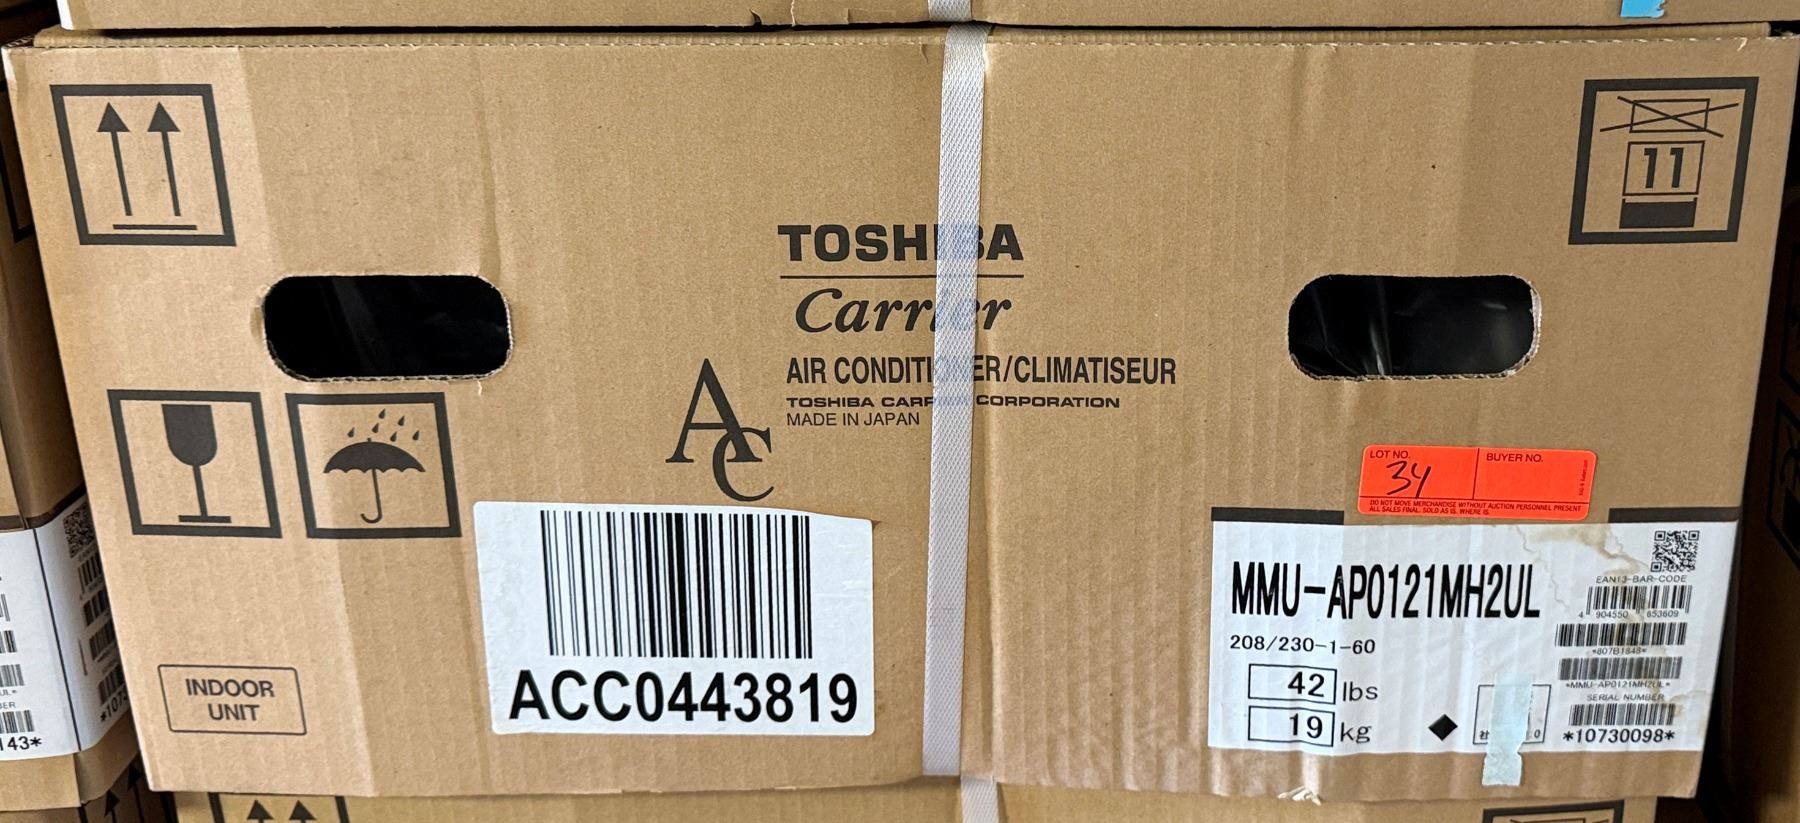 11
TOSHIBA
Carrier
AIR CONDITIONER/CLIMATISEUR
TOSHIBA CARRIER CORPORATION
MADE IN JAPAN
AC
LOT NO.
34
BUYER NO.
DO NOT MOVE MERCHANDISE WITHOUT AUCTION PERSONNEL PRESENT
ALL SALES FINAL. SOLD AS IS. WHERE IS.
ACC0443819
INDOOR
UNIT
MMU-AP0121MH2UL
208/230-1-60
42 lbs
19 kg
EAN13-BAR-CODE
4 904550 653609
*807B1848*
*MMU-AP0121MH2UL*
SERIAL NUMBER
*10730098*
143*